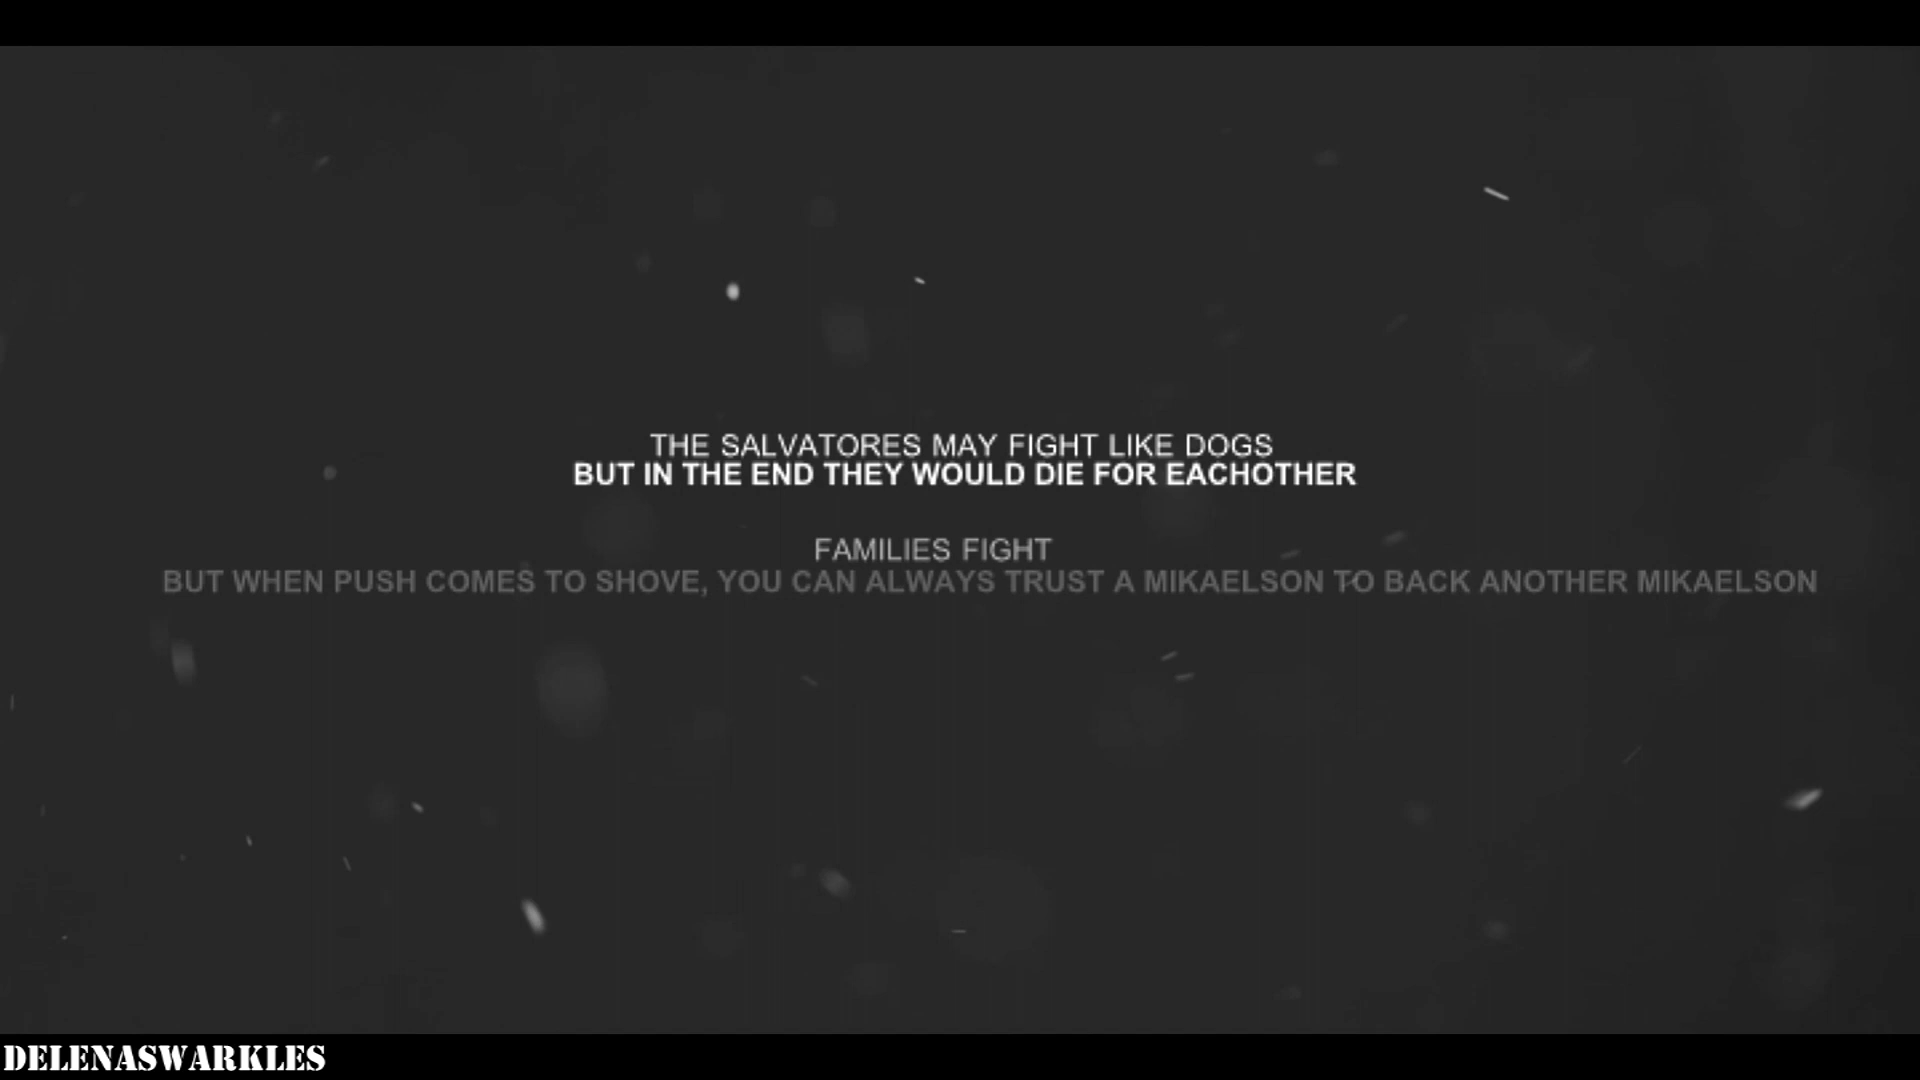 THE SALVATORES MAY FIGHT LIKE DOGS
BUT IN THE END THEY WOULD DIE FOR EACHOTHER
FAMILIES FIGHT
BUT WHEN PUSH COMES TO SHOVE, YOU CAN ALWAYS TRUST A MIKAELSON TO BACK ANOTHER MIKAELSON
DELENASWARKLES